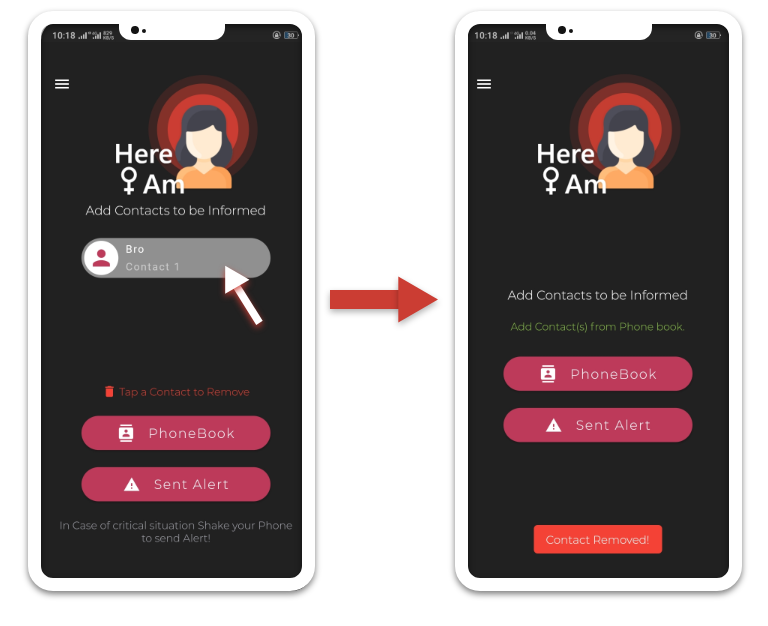 10:18
30
Here
Am
Add Contacts to be Informed
Bro
Contact 1
Tap a Contact to Remove
PhoneBook
Sent Alert
In Case of critical situation Shake your Phone
to send Alert!
10:18
30
Here
Am
Add Contacts to be Informed
Add Contact(s) from Phone book.
PhoneBook
Sent Alert
Contact Removed!